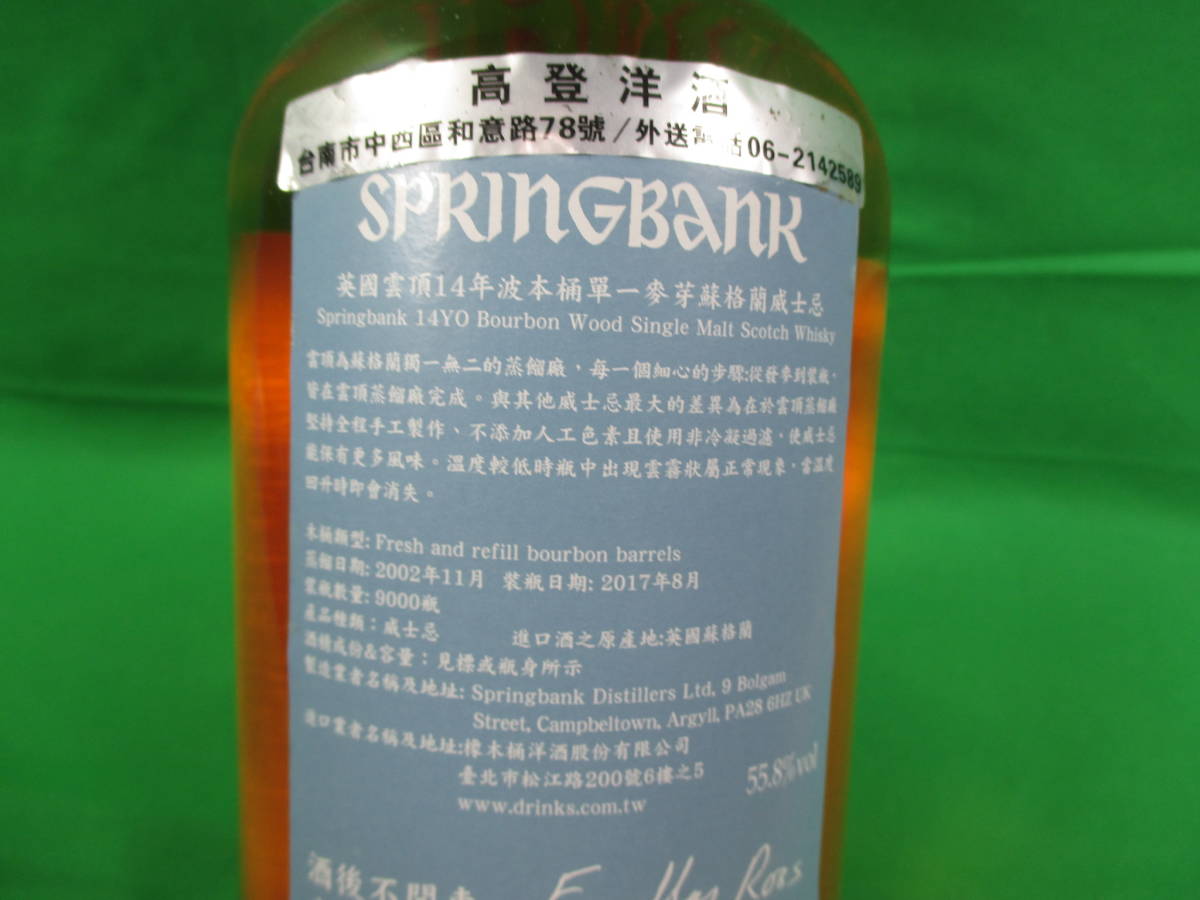 高登洋酒
台南市中西區和意路78號/外送電話06-2142589
SPRINGBANK
英國雲頂14年波本桶單一麥芽蘇格蘭威士忌
Springbank 14YO Bourbon Wood Single Malt Scotch Whisky
雲頂為蘇格蘭獨一無二的蒸餾廠，每一個細心的步驟:從發麥到裝瓶，
皆在雲頂蒸餾廠完成。與其他威士忌最大的差異為在於雲頂蒸餾廠
堅持全程手工製作、不添加人工色素且使用非冷凝過濾，使威士忌
能保有更多風味。溫度較低時瓶中出現雲霧狀屬正常現象，當溫度
回升時即會消失。
木桶類型: Fresh and refill bourbon barrels
蒸餾日期: 2002年11月 裝瓶日期: 2017年8月
裝瓶數量: 9000瓶
產品種類：威士忌 進口酒之原產地:英國蘇格蘭
酒精成份&容量：見標或瓶身所示
製造業者名稱及地址: Springbank Distillers Ltd, 9 Bolgam
Street, Campbeltown, Argyll, PA28 6HZ UK
進口業者名稱及地址:橡木桶洋酒股份有限公司
臺北市松江路200號6樓之5
www.drinks.com.tw
55.8%vol
酒後不開車
Ross